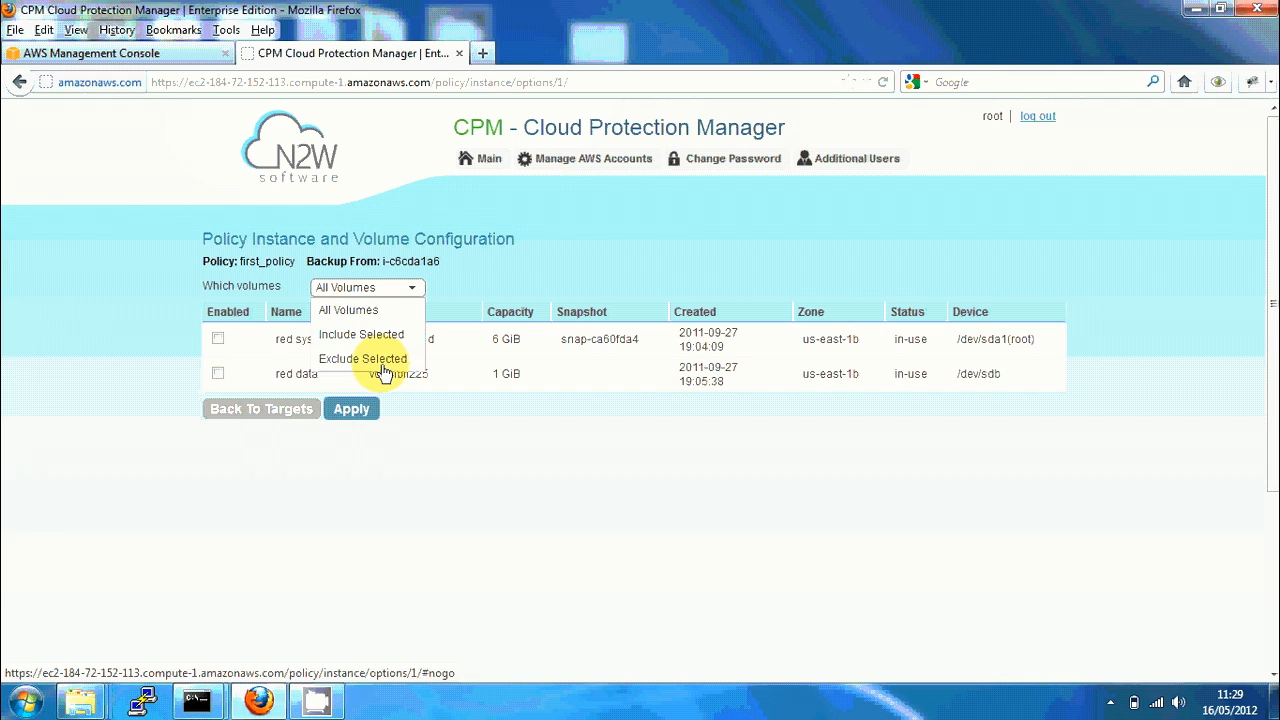 CPM Cloud Protection Manager | Enterprise Edition - Mozilla Firefox
File Edit View History Bookmarks Tools Help
AWS Management Console × CPM Cloud Protection Manager | Ent... × +
amazonaws.com https://ec2-184-72-152-113.compute-1.amazonaws.com/policy/instance/options/1/ Google
root | log out
N2W
software
CPM - Cloud Protection Manager
Main Manage AWS Accounts Change Password Additional Users
Policy Instance and Volume Configuration
Policy: first_policy Backup From: i-c6cda1a6
Which volumes All Volumes
All Volumes
Include Selected
Exclude Selected
Enabled Name Capacity Snapshot Created Zone Status Device
red sys d 6 GiB snap-ca60fda4 2011-09-27 19:04:09 us-east-1b in-use /dev/sda1(root)
red data 1 GiB 2011-09-27 19:05:38 us-east-1b in-use /dev/sdb
Back To Targets Apply
https://ec2-184-72-152-113.compute-1.amazonaws.com/policy/instance/options/1/#nogo
11:29
16/05/2012